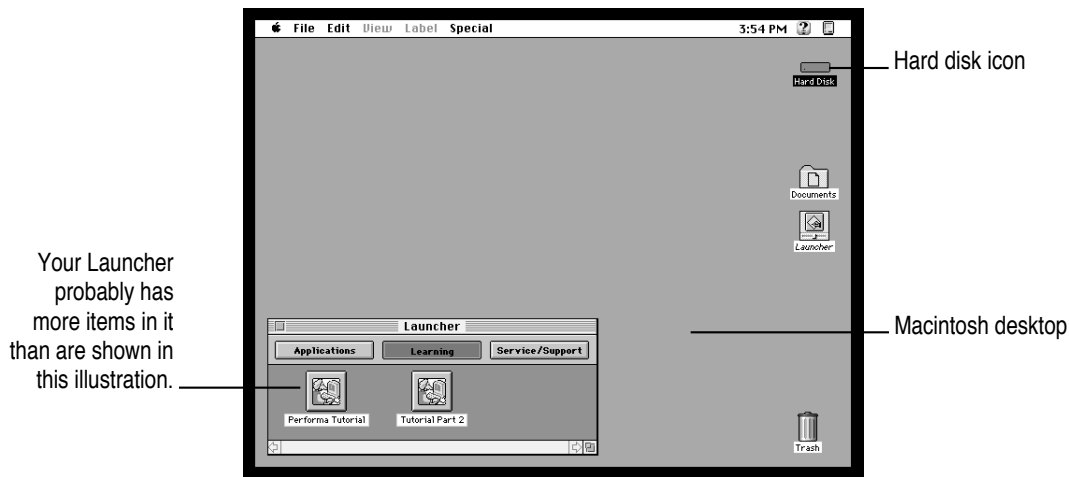 File Edit View Label Special 3:54 PM
Hard Disk
Hard disk icon
Documents
Launcher
Your Launcher
probably has
more items in it
than are shown in
this illustration.
Launcher
Applications Learning Service/Support
Performa Tutorial Tutorial Part 2
Macintosh desktop
Trash